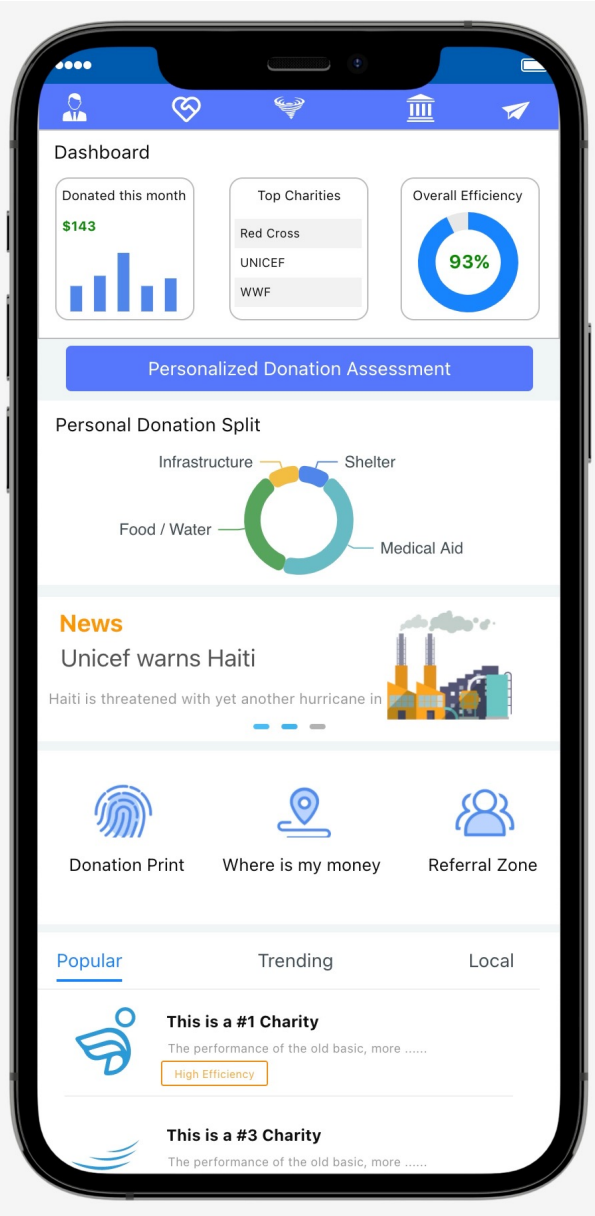 Dashboard
Donated this month
$143
Top Charities
Red Cross
UNICEF
WWF
Overall Efficiency
93%
Personalized Donation Assessment
Personal Donation Split
Infrastructure
Shelter
Food / Water
Medical Aid
News
Unicef warns Haiti
Haiti is threatened with yet another hurricane in
Donation Print
Where is my money
Referral Zone
Popular
Trending
Local
This is a #1 Charity
The performance of the old basic, more ......
High Efficiency
This is a #3 Charity
The performance of the old basic, more ......